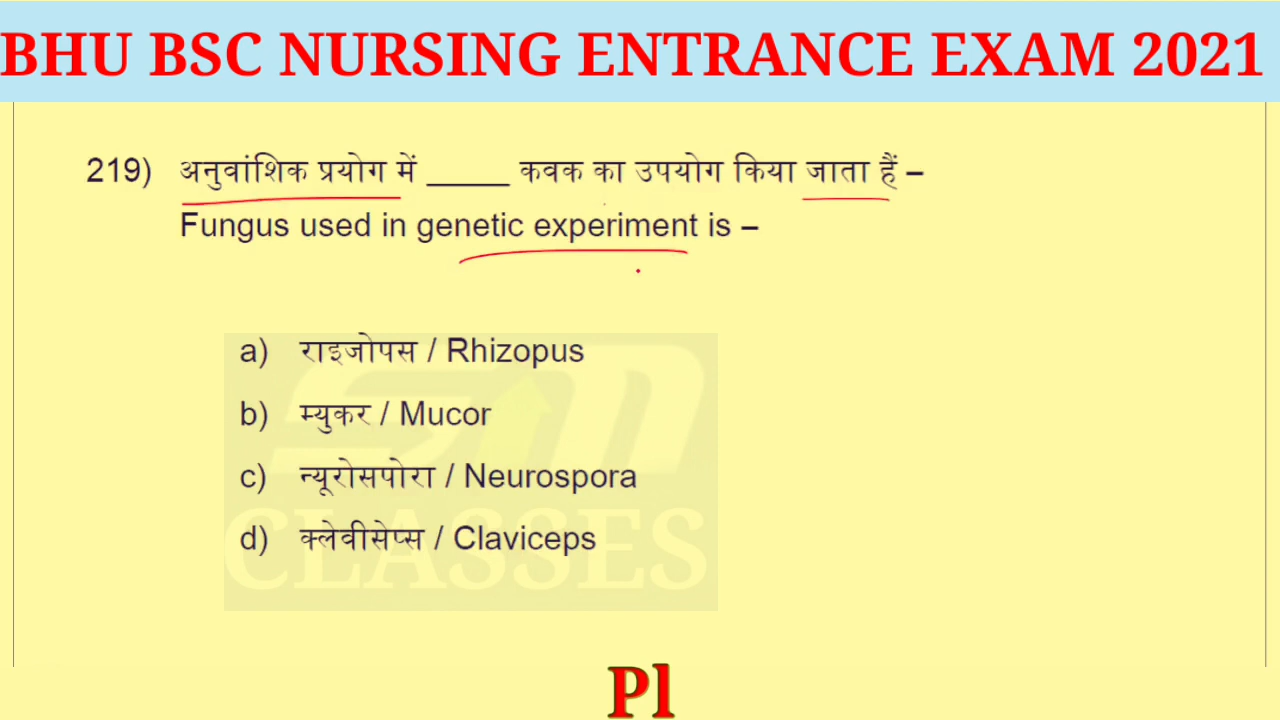 BHU BSC NURSING ENTRANCE EXAM 2021
219) अनुवांशिक प्रयोग में _____ कवक का उपयोग किया जाता हैं –
Fungus used in genetic experiment is –
a) राइजोपस / Rhizopus
b) म्युकर / Mucor
c) न्यूरोसपोरा / Neurospora
d) क्लेवीसेप्स / Claviceps
SM
CLASSES
Pl